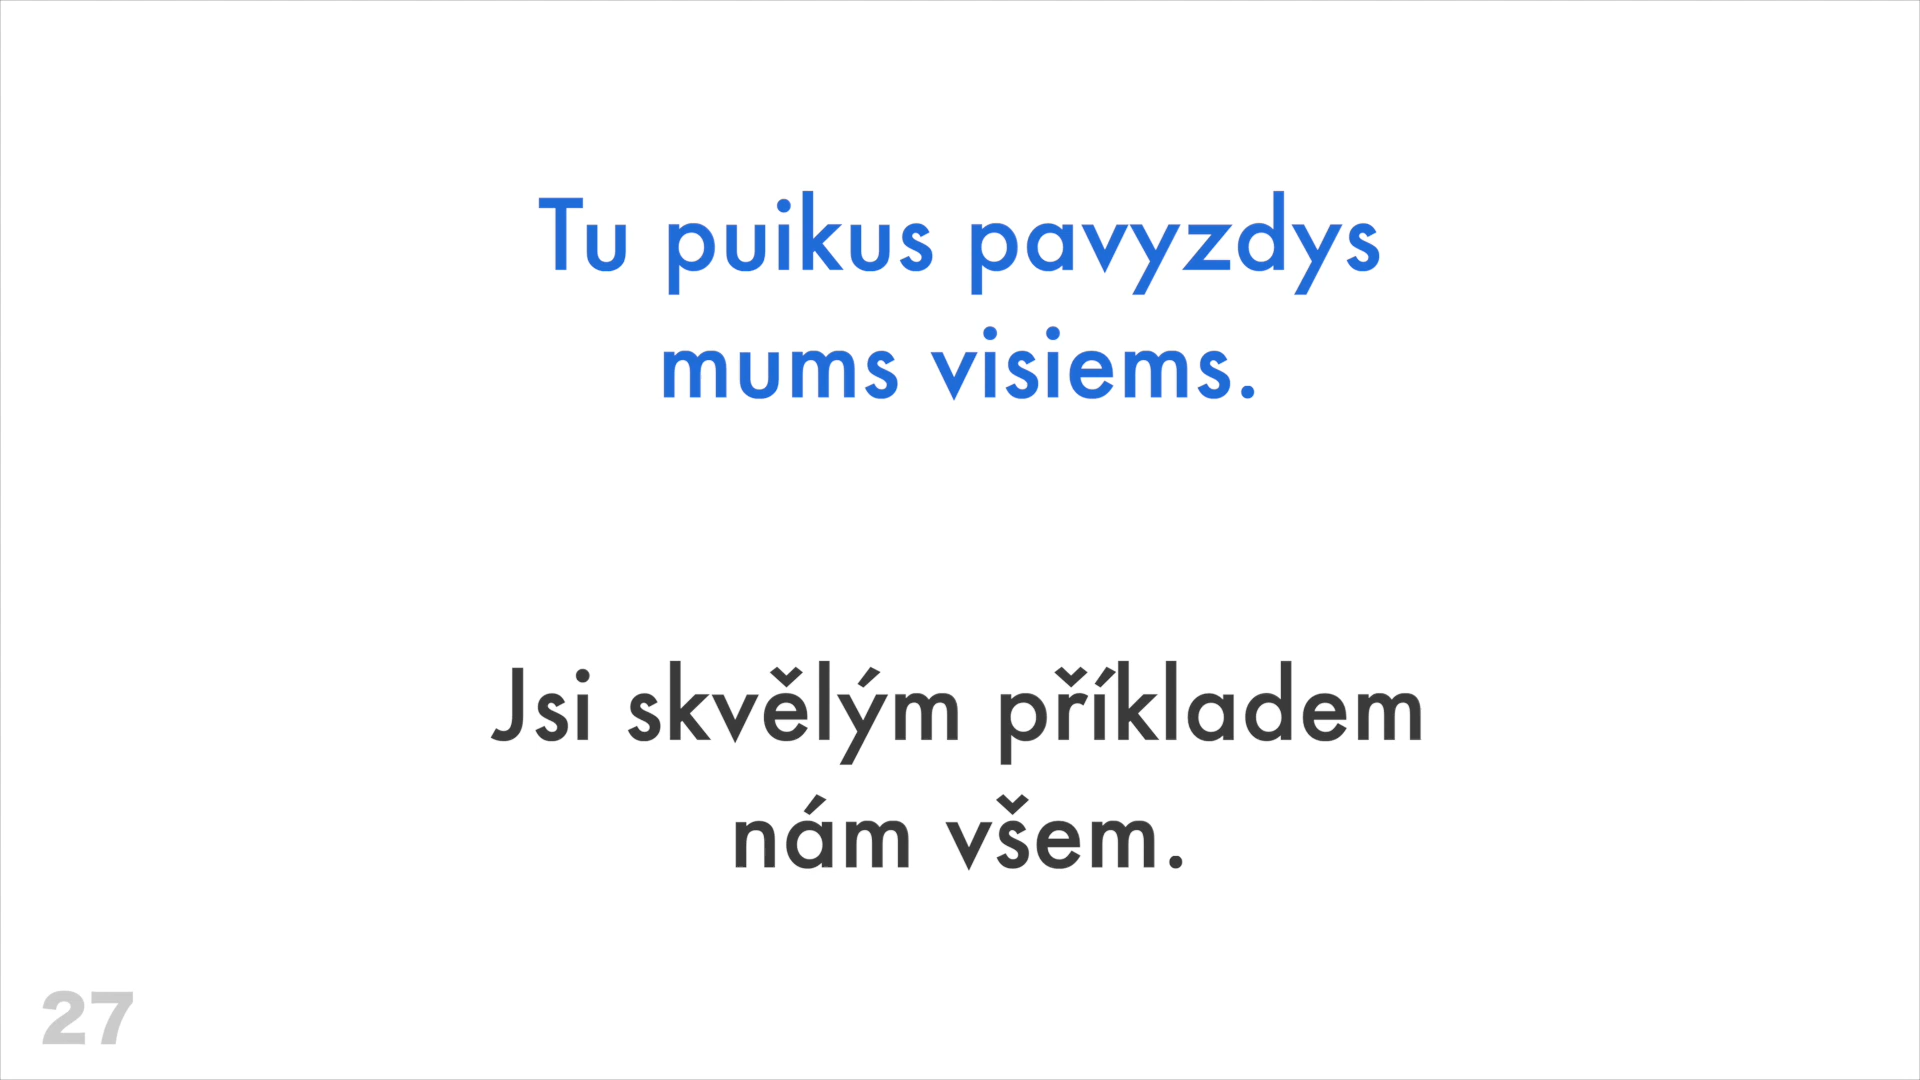 Tu puikus pavyzdys
mums visiems.
Jsi skvělým příkladem
nám všem.
27